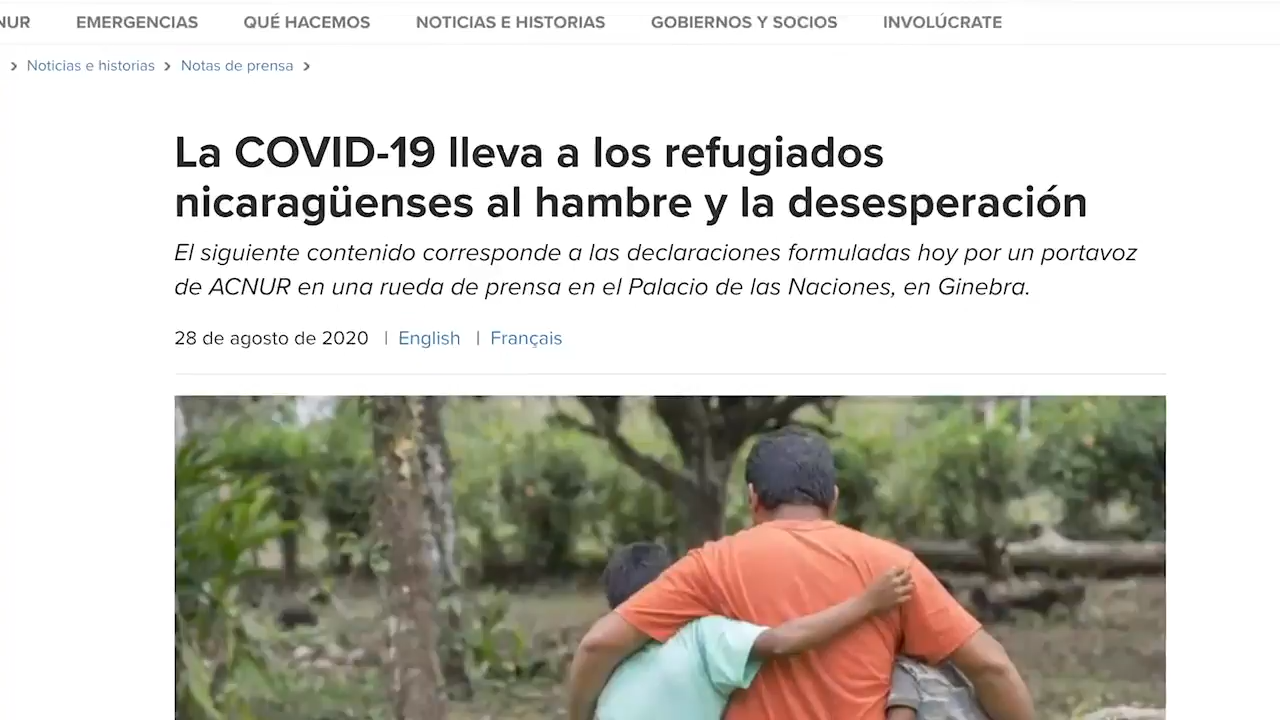 EMERGENCIAS QUÉ HACEMOS NOTICIAS E HISTORIAS GOBIERNOS Y SOCIOS INVOLÚCRATE
Noticias e historias Notas de prensa
La COVID-19 lleva a los refugiados
nicaragüenses al hambre y la desesperación
El siguiente contenido corresponde a las declaraciones formuladas hoy por un portavoz
de ACNUR en una rueda de prensa en el Palacio de las Naciones, en Ginebra.
28 de agosto de 2020 | English | Français